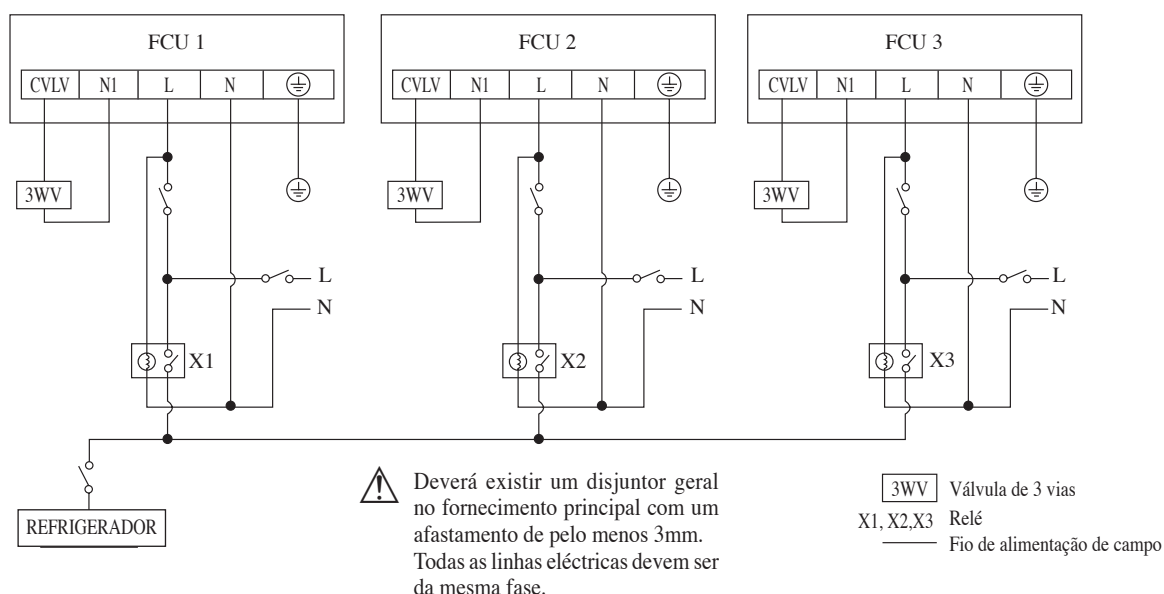 FCU 1
FCU 2
FCU 3
CVLV N1 L N
CVLV N1 L N
CVLV N1 L N
3WV
3WV
3WV
L
N
L
N
L
N
X1
X2
X3
REFRIGERADOR
Deverá existir um disjuntor geral
no fornecimento principal com um
afastamento de pelo menos 3mm.
Todas as linhas eléctricas devem ser
da mesma fase.
3WV Válvula de 3 vias
X1, X2,X3 Relé
Fio de alimentação de campo